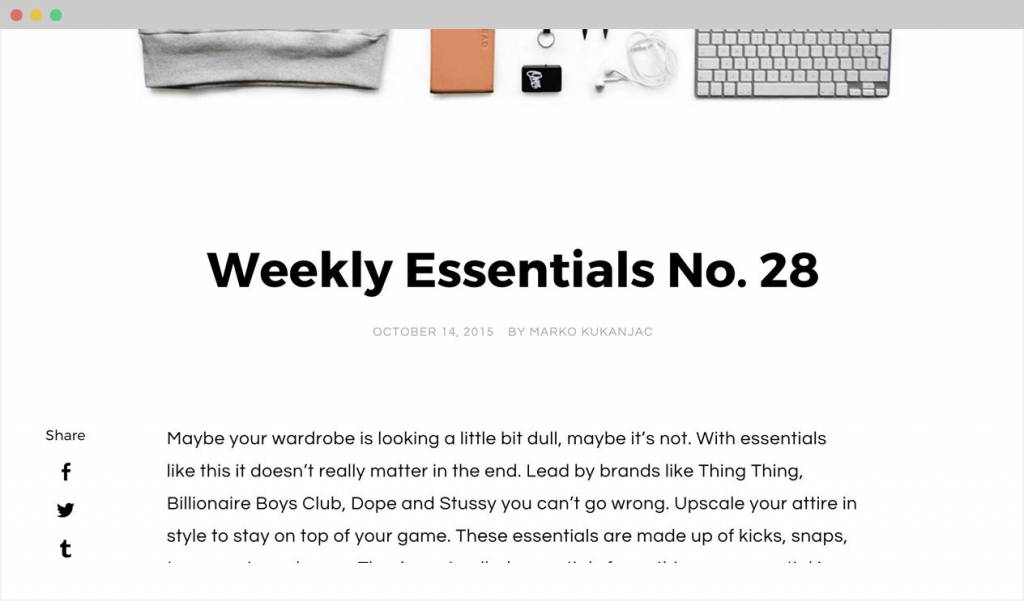 Weekly Essentials No. 28
OCTOBER 14, 2015 BY MARKO KUKANJAC
Share
Maybe your wardrobe is looking a little bit dull, maybe it’s not. With essentials
like this it doesn’t really matter in the end. Lead by brands like Thing Thing,
Billionaire Boys Club, Dope and Stussy you can’t go wrong. Upscale your attire in
style to stay on top of your game. These essentials are made up of kicks, snaps,